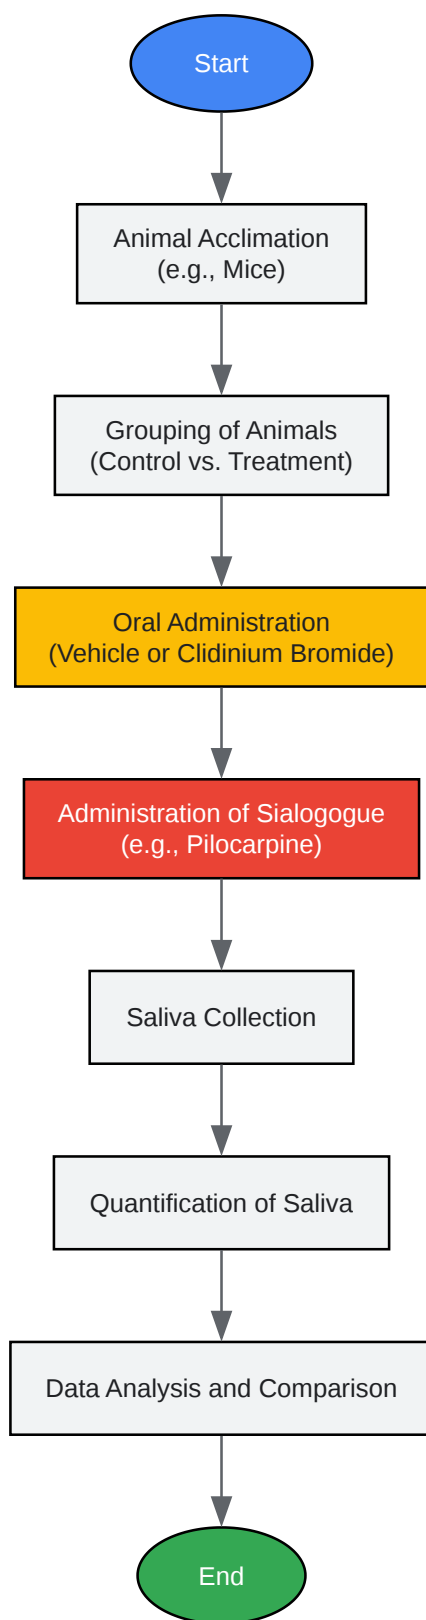 Start
Animal Acclimation
(e.g., Mice)
Grouping of Animals
(Control vs. Treatment)
Oral Administration
(Vehicle or Clidinium Bromide)
Administration of Sialogogue
(e.g., Pilocarpine)
Saliva Collection
Quantification of Saliva
Data Analysis and Comparison
End